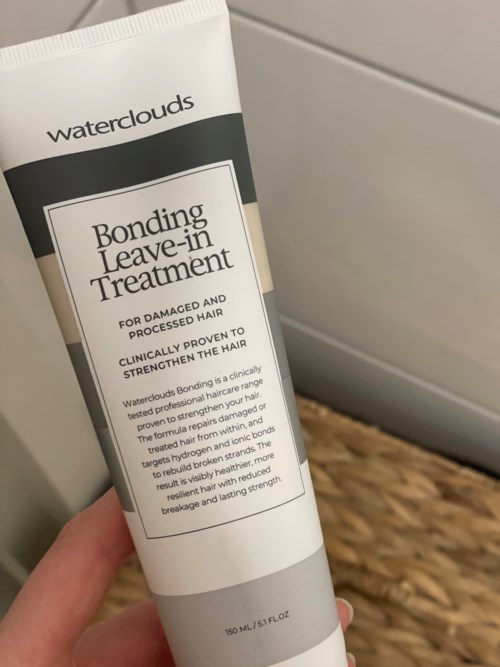 waterclouds
Bonding
Leave-in
Treatment
FOR DAMAGED AND
PROCESSED HAIR
CLINICALLY PROVEN TO
STRENGTHEN THE HAIR
Waterclouds Bonding is a clinically
tested professional haircare range
proven to strengthen your hair.
The formula repairs damaged or
treated hair from within, and
targets hydrogen and ionic bonds
to rebuild broken strands. The
result is visibly healthier, more
resilient hair with reduced
breakage and lasting strength.
150 ML / 5.1 FL.OZ